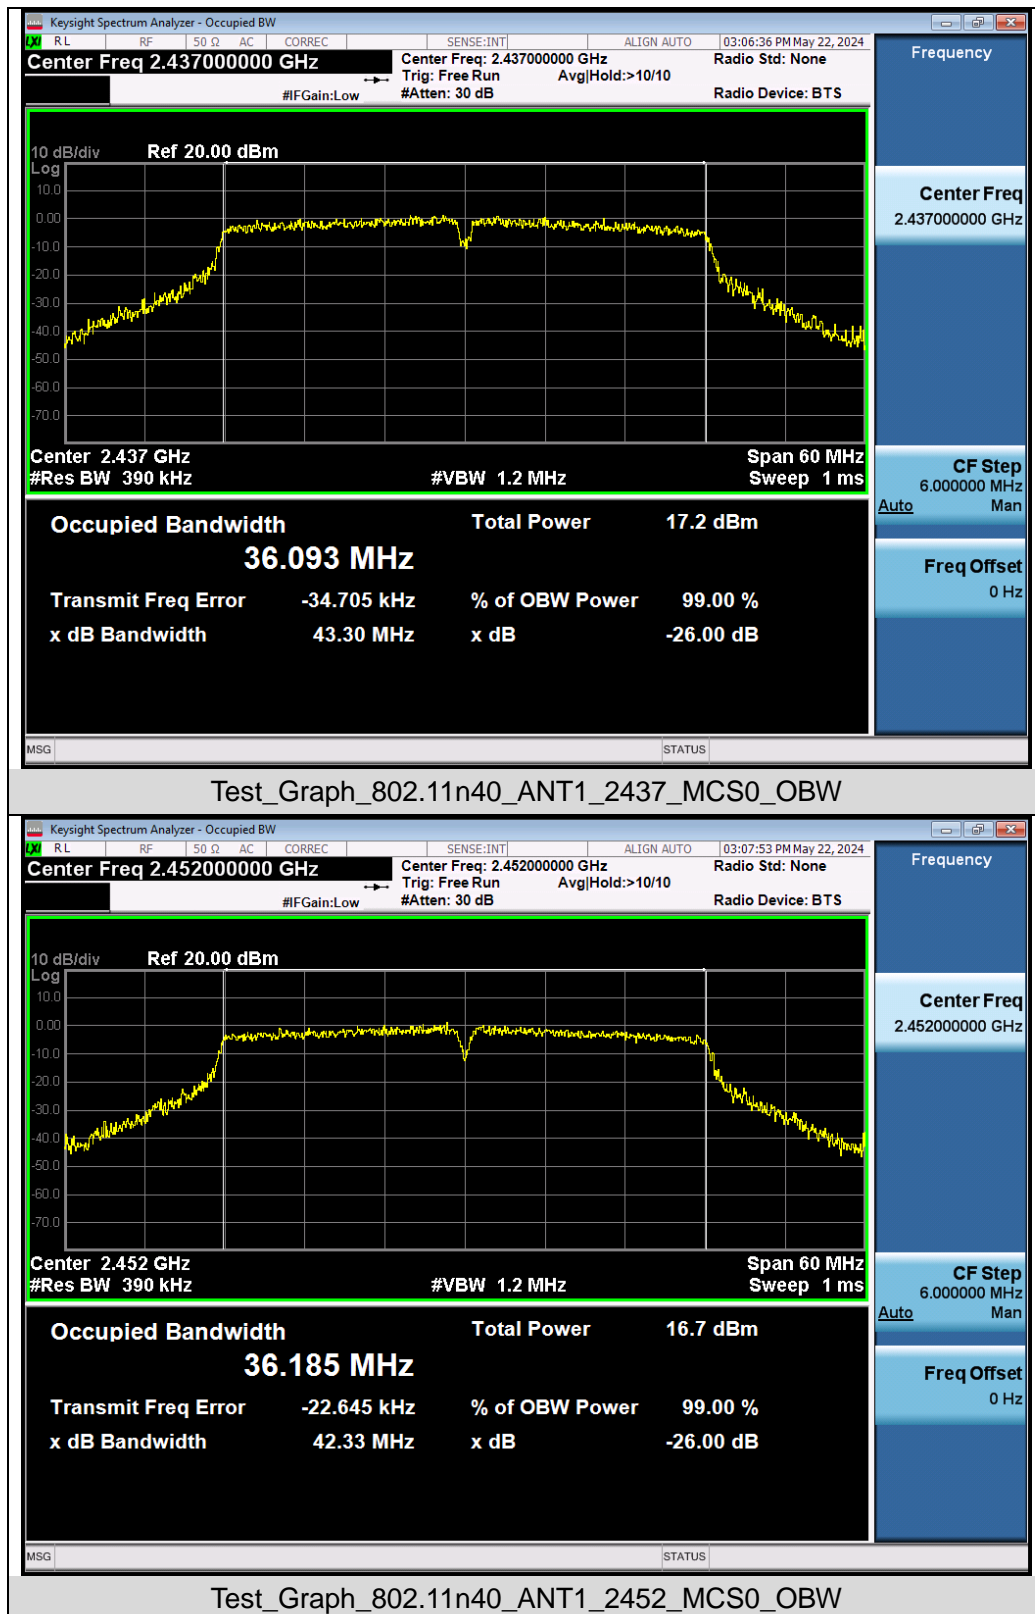 Keysight Spectrum Analyzer - Occupied BW
LXI RL RF 50 Ω AC CORREC SENSE:INT ALIGN AUTO 03:06:36 PM May 22, 2024
Center Freq 2.437000000 GHz
Center Freq: 2.437000000 GHz
Radio Std: None
Trig: Free Run Avg|Hold:>10/10
#IFGain:Low
#Atten: 30 dB
Radio Device: BTS
Frequency
10 dB/div Ref 20.00 dBm
Log
10.0
0.00
-10.0
-20.0
-30.0
-40.0
-50.0
-60.0
-70.0
Center Freq
2.437000000 GHz
Center 2.437 GHz Span 60 MHz
#Res BW 390 kHz #VBW 1.2 MHz Sweep 1 ms
CF Step
6.000000 MHz
Auto Man
Occupied Bandwidth Total Power 17.2 dBm
36.093 MHz
Transmit Freq Error -34.705 kHz % of OBW Power 99.00 %
x dB Bandwidth 43.30 MHz x dB -26.00 dB
Freq Offset
0 Hz
MSG STATUS
Test_Graph_802.11n40_ANT1_2437_MCS0_OBW
Keysight Spectrum Analyzer - Occupied BW
LXI RL RF 50 Ω AC CORREC SENSE:INT ALIGN AUTO 03:07:53 PM May 22, 2024
Center Freq 2.452000000 GHz
Center Freq: 2.452000000 GHz
Radio Std: None
Trig: Free Run Avg|Hold:>10/10
#IFGain:Low
#Atten: 30 dB
Radio Device: BTS
Frequency
10 dB/div Ref 20.00 dBm
Log
10.0
0.00
-10.0
-20.0
-30.0
-40.0
-50.0
-60.0
-70.0
Center Freq
2.452000000 GHz
Center 2.452 GHz Span 60 MHz
#Res BW 390 kHz #VBW 1.2 MHz Sweep 1 ms
CF Step
6.000000 MHz
Auto Man
Occupied Bandwidth Total Power 16.7 dBm
36.185 MHz
Transmit Freq Error -22.645 kHz % of OBW Power 99.00 %
x dB Bandwidth 42.33 MHz x dB -26.00 dB
Freq Offset
0 Hz
MSG STATUS
Test_Graph_802.11n40_ANT1_2452_MCS0_OBW